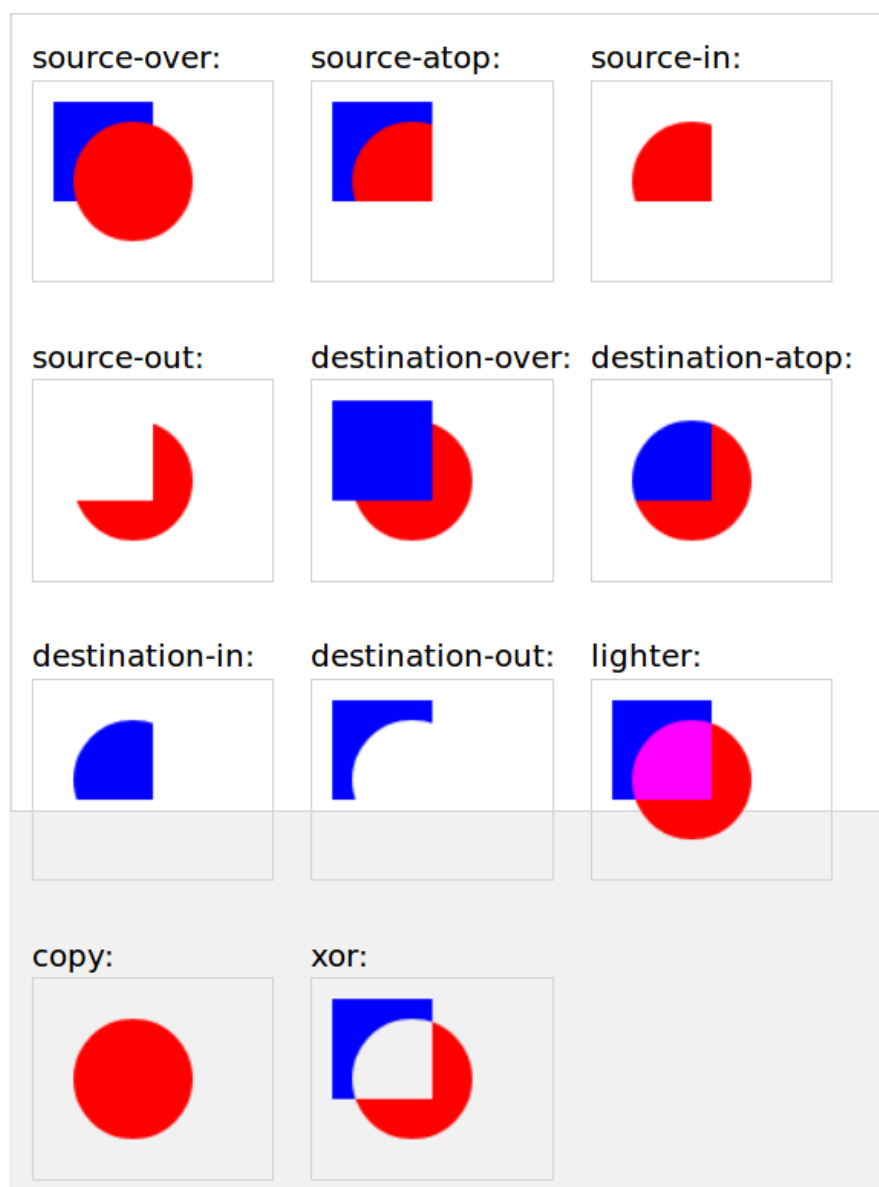 source-over: source-atop: source-in:
source-out: destination-over: destination-atop:
destination-in: destination-out: lighter:
copy: xor: